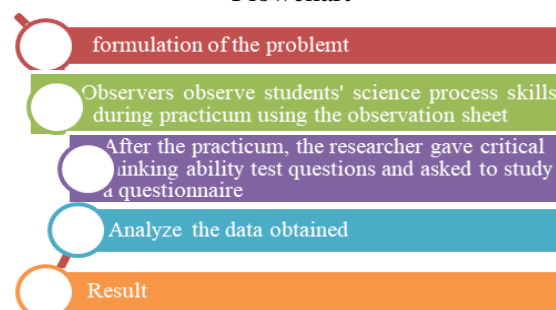 formulation of the problemt
Observers observe students' science process skills
during practicum using the observation sheet
After the practicum, the researcher gave critical
ability test questions and asked to study
a questionnaire
Analyze the data obtained
Result